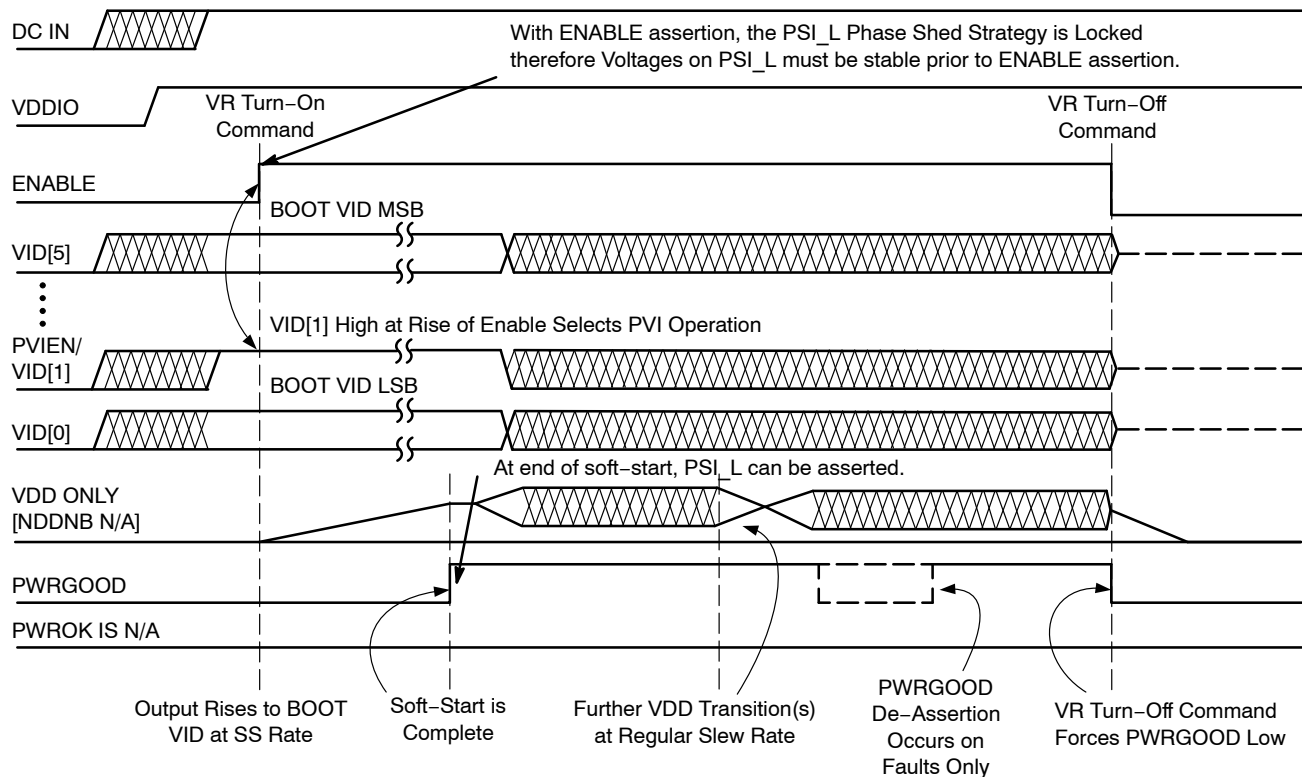 DC IN
With ENABLE assertion, the PSI_L Phase Shed Strategy is Locked
therefore Voltages on PSI_L must be stable prior to ENABLE assertion.
VDDIO
VR Turn−On
Command
VR Turn−Off
Command
ENABLE
BOOT VID MSB
VID[5]
VID[1] High at Rise of Enable Selects PVI Operation
PVIEN/
VID[1]
BOOT VID LSB
VID[0]
At end of soft−start, PSI_L can be asserted.
VDD ONLY
[NDDNB N/A]
PWRGOOD
PWROK IS N/A
Output Rises to BOOT
VID at SS Rate
Soft−Start is
Complete
Further VDD Transition(s)
at Regular Slew Rate
PWRGOOD
De−Assertion
Occurs on
Faults Only
VR Turn−Off Command
Forces PWRGOOD Low